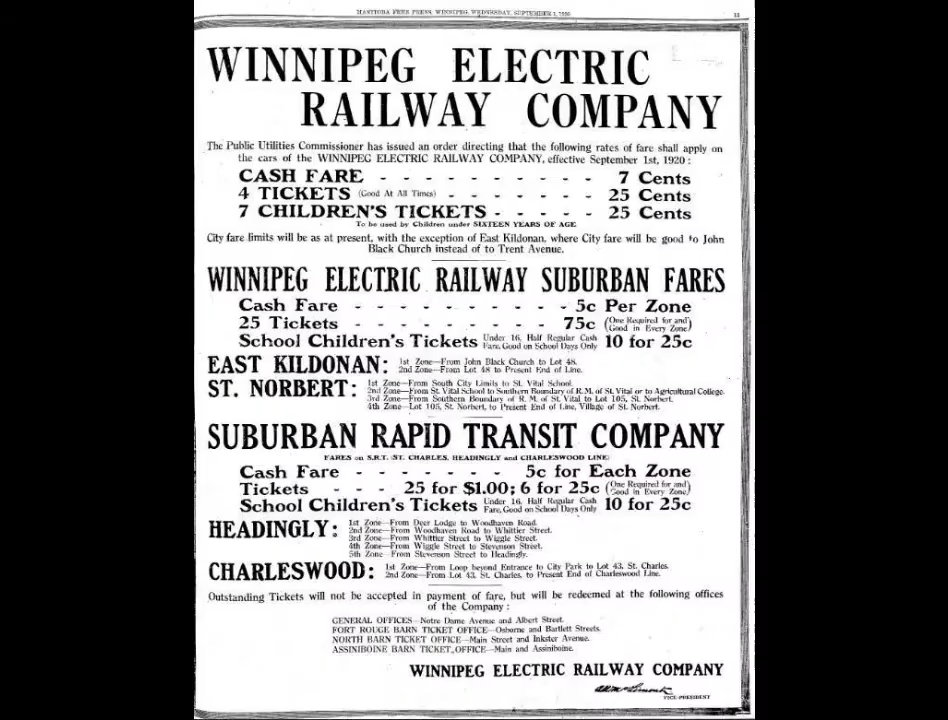 MANITOBA FREE PRESS, WINNIPEG, WEDNESDAY, SEPTEMBER 1, 1920
WINNIPEG ELECTRIC
RAILWAY COMPANY
The Public Utilities Commissioner has issued an order directing that the following rates of fare shall apply on
the cars of the WINNIPEG ELECTRIC RAILWAY COMPANY, effective September 1st, 1920:
CASH FARE - - - - - - - - - - 7 Cents
4 TICKETS (Good At All Times) - - - - - - 25 Cents
7 CHILDREN'S TICKETS - - - - - 25 Cents
To be used by Children under SIXTEEN YEARS OF AGE
City fare limits will be as at present, with the exception of East Kildonan, where City fare will be good to John
Black Church instead of to Trent Avenue.
WINNIPEG ELECTRIC RAILWAY SUBURBAN FARES
Cash Fare - - - - - - - - - - 5c Per Zone
25 Tickets - - - - - - - - - 75c (One Required for and Good in Every Zone)
School Children's Tickets Under 16, Half Regular Cash Fare, Good on School Days Only 10 for 25c
EAST KILDONAN: 1st Zone—From John Black Church to Lot 48.
2nd Zone—From Lot 48 to Present End of Line.
ST. NORBERT: 1st Zone—From South City Limits to St. Vital School.
2nd Zone—From St. Vital School to Southern Boundary of R.M. of St. Vital or to Agricultural College.
3rd Zone—From Southern Boundary of R. M. of St. Vital to Lot 105, St. Norbert.
4th Zone—Lot 105, St. Norbert, to Present End of Line, Village of St. Norbert.
SUBURBAN RAPID TRANSIT COMPANY
FARES on S.R.T. (ST. CHARLES, HEADINGLY and CHARLESWOOD LINE)
Cash Fare - - - - - - - 5c for Each Zone
Tickets - - - 25 for $1.00; 6 for 25c (One Required for and Good in Every Zone)
School Children's Tickets Under 16, Half Regular Cash Fare, Good on School Days Only 10 for 25c
HEADINGLY: 1st Zone—From Deer Lodge to Woodhaven Road.
2nd Zone—From Woodhaven Road to Whittier Street.
3rd Zone—From Whittier Street to Wiggle Street.
4th Zone—From Wiggle Street to Stevenson Street.
5th Zone—From Stevenson Street to Headingly.
CHARLESWOOD: 1st Zone—From Loop beyond Entrance to City Park to Lot 43, St. Charles.
2nd Zone—From Lot 43, St. Charles, to Present End of Charleswood Line.
Outstanding Tickets will not be accepted in payment of fare, but will be redeemed at the following offices
of the Company:
GENERAL OFFICES—Notre Dame Avenue and Albert Street.
FORT ROUGE BARN TICKET OFFICE—Osborne and Bartlett Streets.
NORTH BARN TICKET OFFICE—Main Street and Inkster Avenue.
ASSINIBOINE BARN TICKET OFFICE—Main and Assiniboine.
WINNIPEG ELECTRIC RAILWAY COMPANY
VICE-PRESIDENT